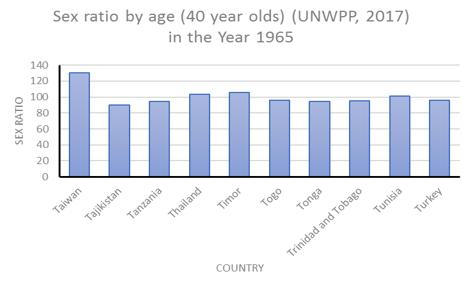 Sex ratio by age (40 year olds) (UNWPP, 2017)
in the Year 1965
140
120
100
80
60
40
20
0
SEX RATIO
Taiwan
Tajikistan
Tanzania
Thailand
Timor
Togo
Tonga
Trinidad and Tobago
Tunisia
Turkey
COUNTRY